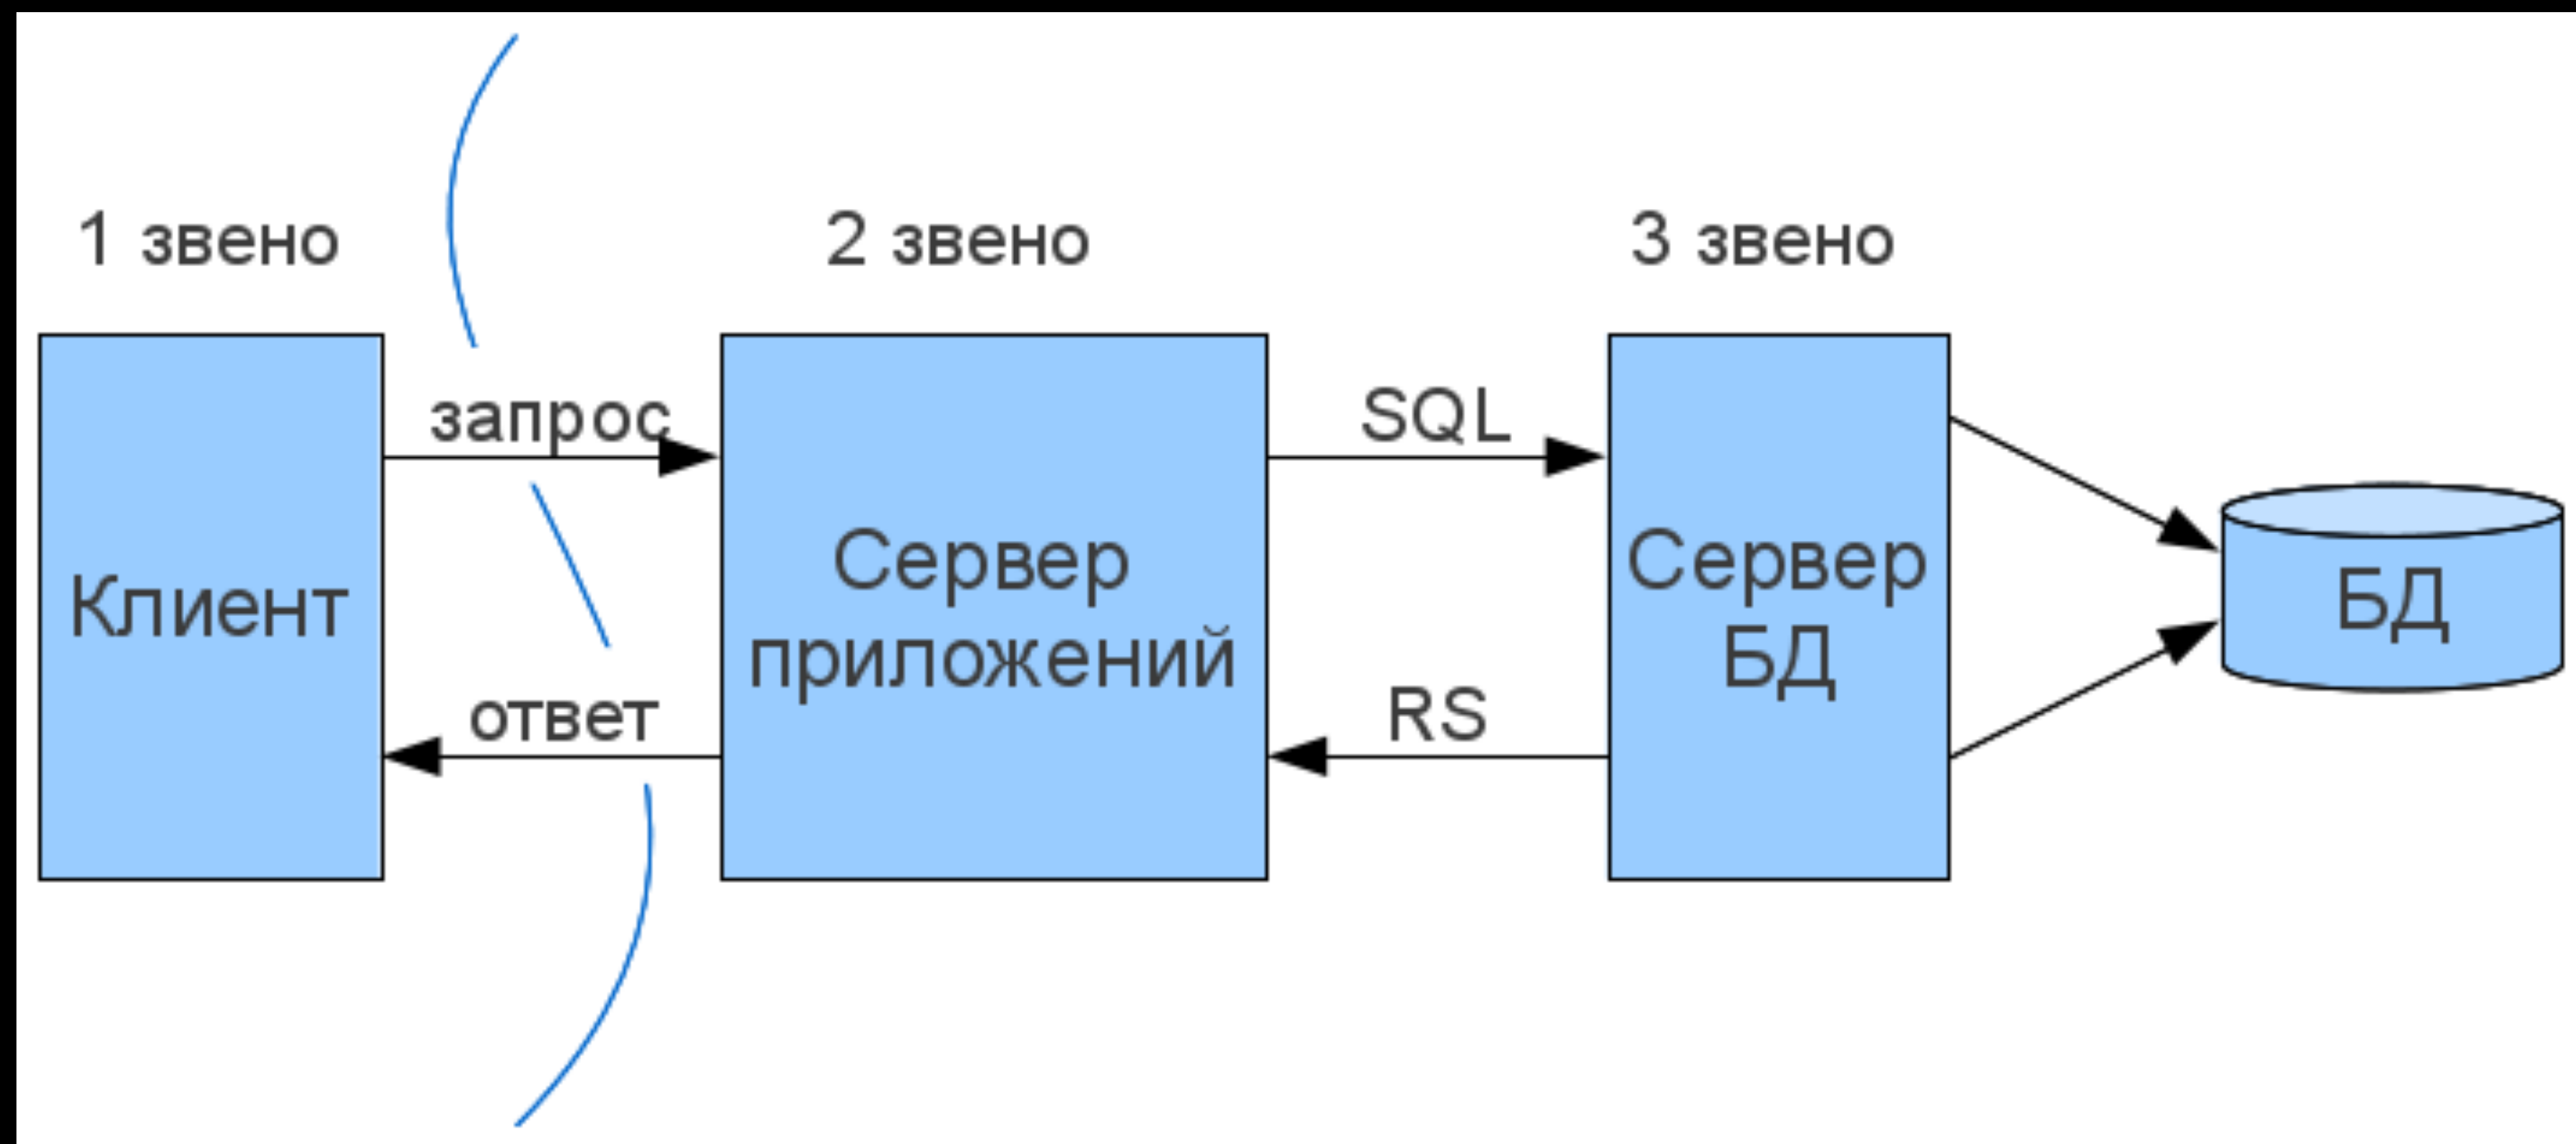 1 звено
2 звено
3 звено
запрос
SQL
Клиент
Сервер
приложений
Сервер
БД
БД
ответ
RS